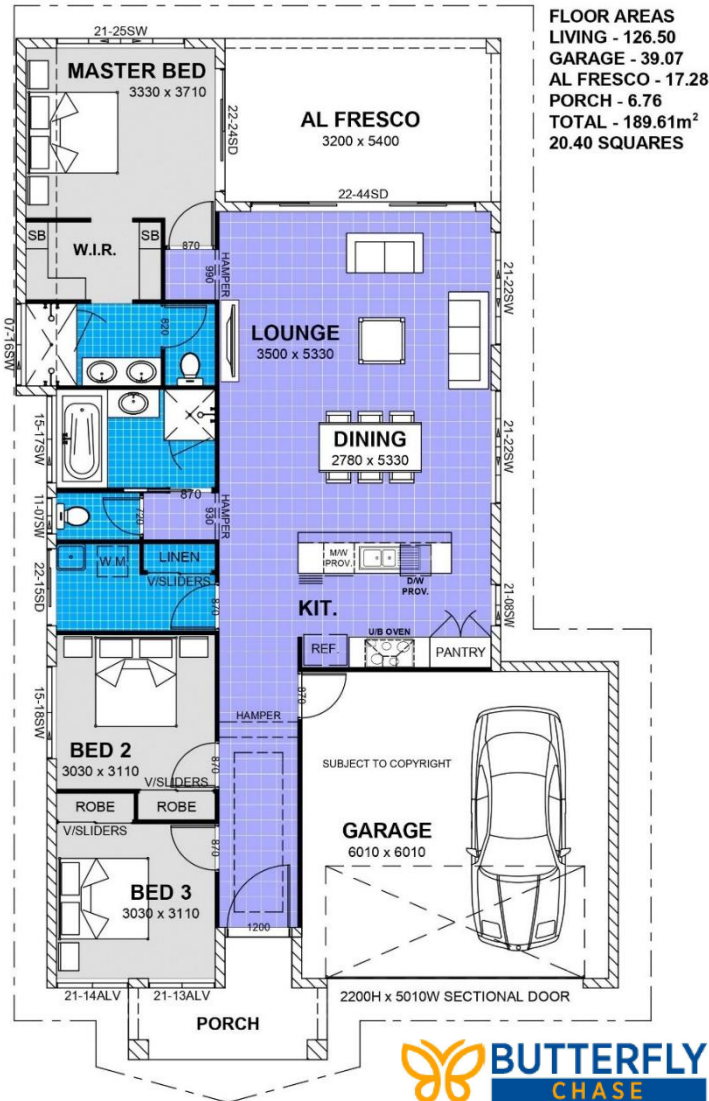 FLOOR AREAS
LIVING - 126.50
GARAGE - 39.07
AL FRESCO - 17.28
PORCH - 6.76
TOTAL - 189.61m²
20.40 SQUARES
21-25SW
MASTER BED
3330 x 3710
22-24SD
AL FRESCO
3200 x 5400
22-44SD
SB
W.I.R.
SB
870
990
HAMPER
21-22SW
LOUNGE
3500 x 5330
07-16SW
820
15-17SW
DINING
2780 x 5330
21-22SW
870
11-07SW
720
930
HAMPER
W.M
LINEN
V/SLIDERS
22-15SD
870
M/W
PROV.
D/W
PROV.
KIT.
21-08SW
REF.
U/B OVEN
PANTRY
15-18SW
870
HAMPER
BED 2
3030 x 3110
V/SLIDERS
870
SUBJECT TO COPYRIGHT
ROBE
ROBE
V/SLIDERS
870
GARAGE
6010 x 6010
BED 3
3030 x 3110
1200
21-14ALV
21-13ALV
2200H x 5010W SECTIONAL DOOR
PORCH
BUTTERFLY
CHASE